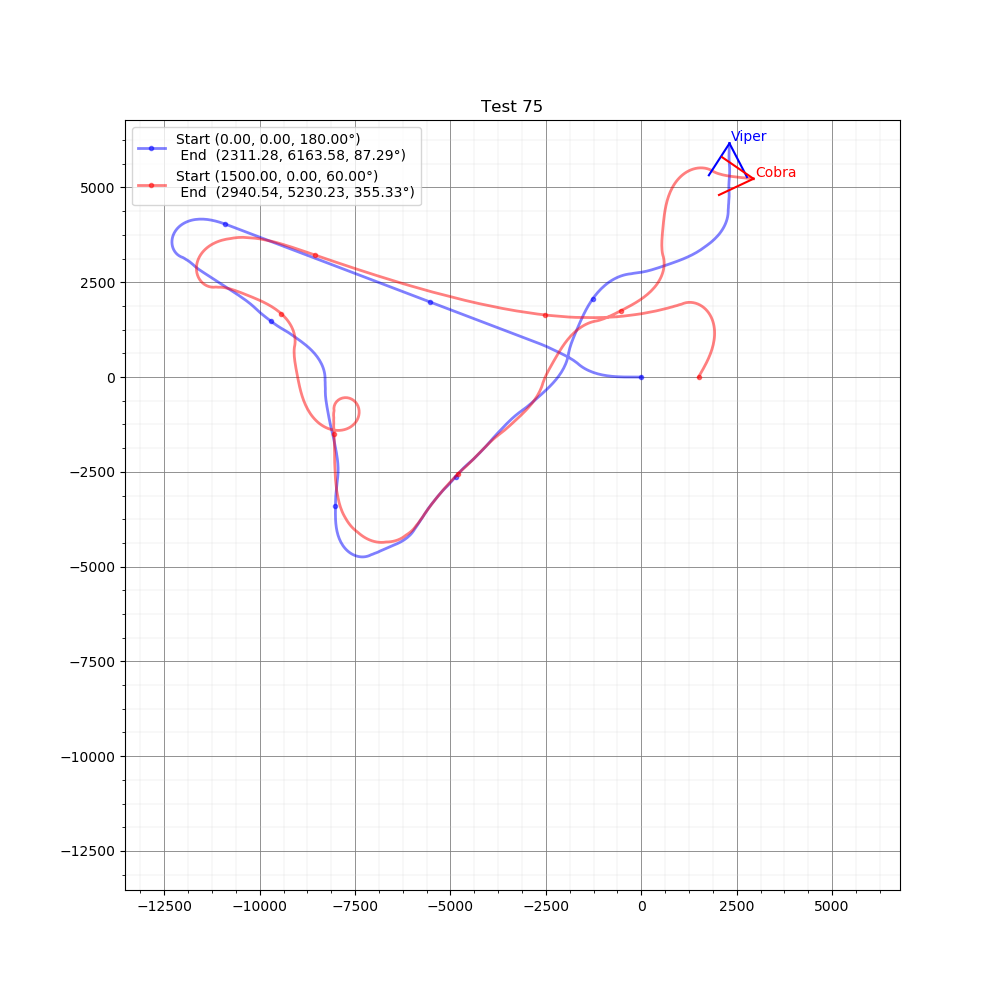 Test 75
Start (0.00, 0.00, 180.00°)
End (2311.28, 6163.58, 87.29°)
Start (1500.00, 0.00, 60.00°)
End (2940.54, 5230.23, 355.33°)
Viper
Cobra
5000
2500
0
−2500
−5000
−7500
−10000
−12500
−12500 −10000 −7500 −5000 −2500 0 2500 5000